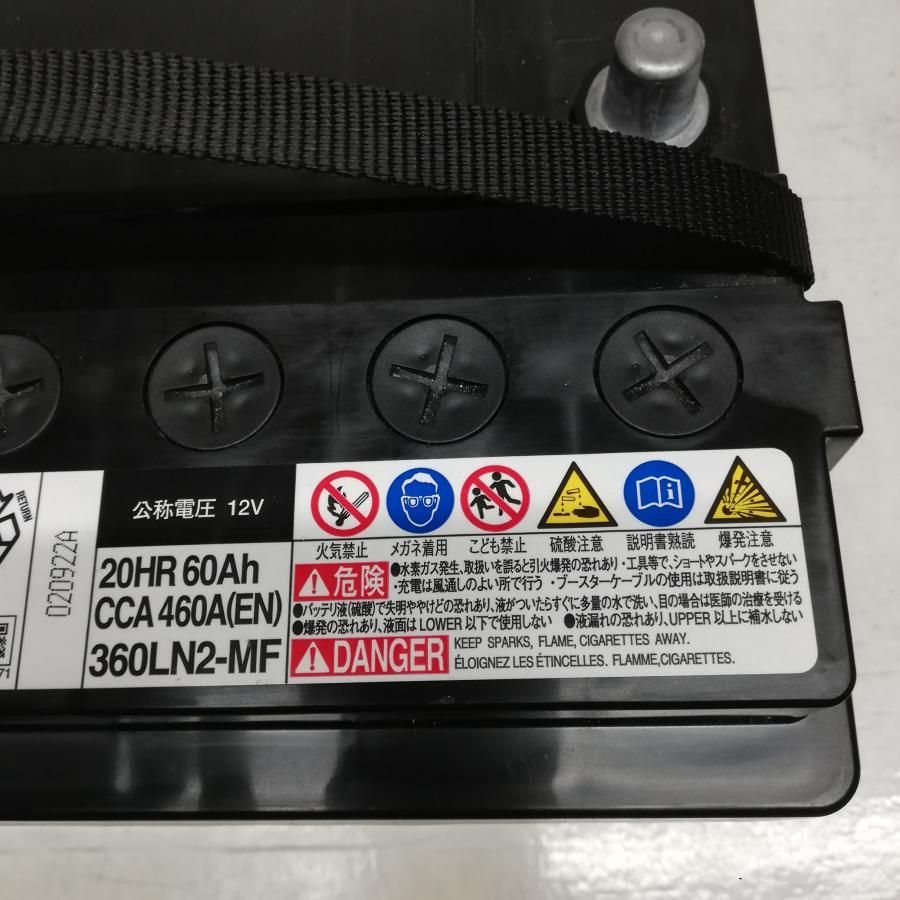 RETURN
020922A
公称電圧 12V
20HR 60Ah
CCA 460A(EN)
360LN2-MF
火気禁止 メガネ着用 こども禁止 硫酸注意 説明書熟読 爆発注意
危険 ●水素ガス発生、取扱いを誤ると引火爆発の恐れあり・工具等で、ショートやスパークをさせない
・充電は風通しのよい所で行う ・ブースターケーブルの使用は取扱説明書に従う
●バッテリ液(硫酸)で失明ややけどの恐れあり、液がついたらすぐに多量の水で洗い、目の場合は医師の治療を受ける
●爆発の恐れあり、液面は LOWER 以下で使用しない ●液漏れの恐れあり、UPPER 以上に補水しない
DANGER KEEP SPARKS, FLAME, CIGARETTES AWAY.
ÉLOIGNEZ LES ÉTINCELLES. FLAMME,CIGARETTES.
71